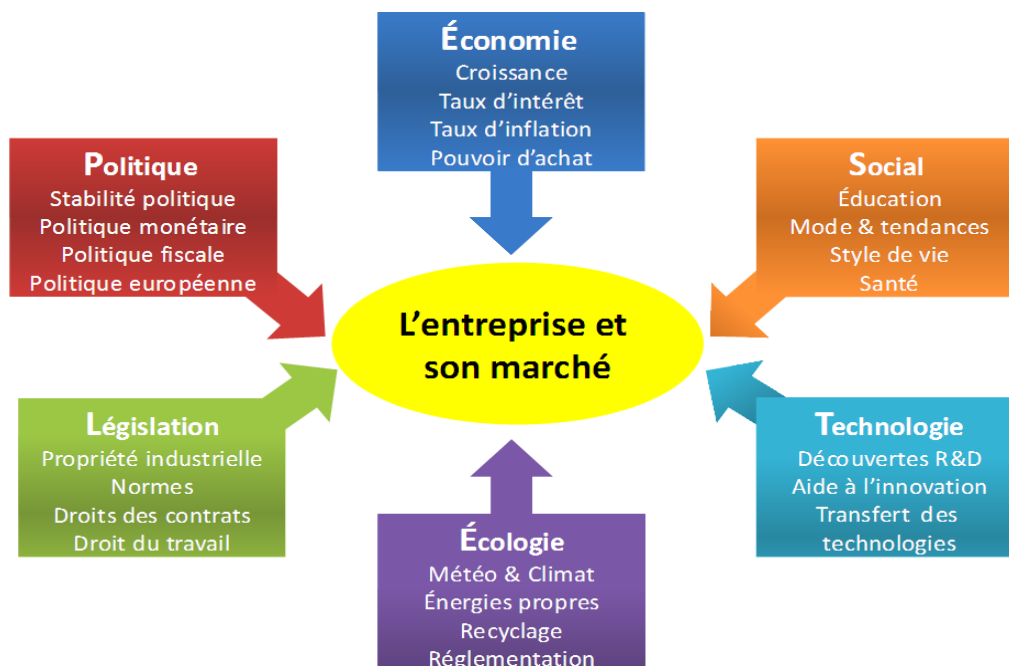 Économie
Croissance
Taux d’intérêt
Taux d’inflation
Pouvoir d’achat
Politique
Stabilité politique
Politique monétaire
Politique fiscale
Politique européenne
Social
Éducation
Mode & tendances
Style de vie
Santé
L’entreprise et
son marché
Législation
Propriété industrielle
Normes
Droits des contrats
Droit du travail
Technologie
Découvertes R&D
Aide à l’innovation
Transfert des
technologies
Écologie
Météo & Climat
Énergies propres
Recyclage
Réglementation